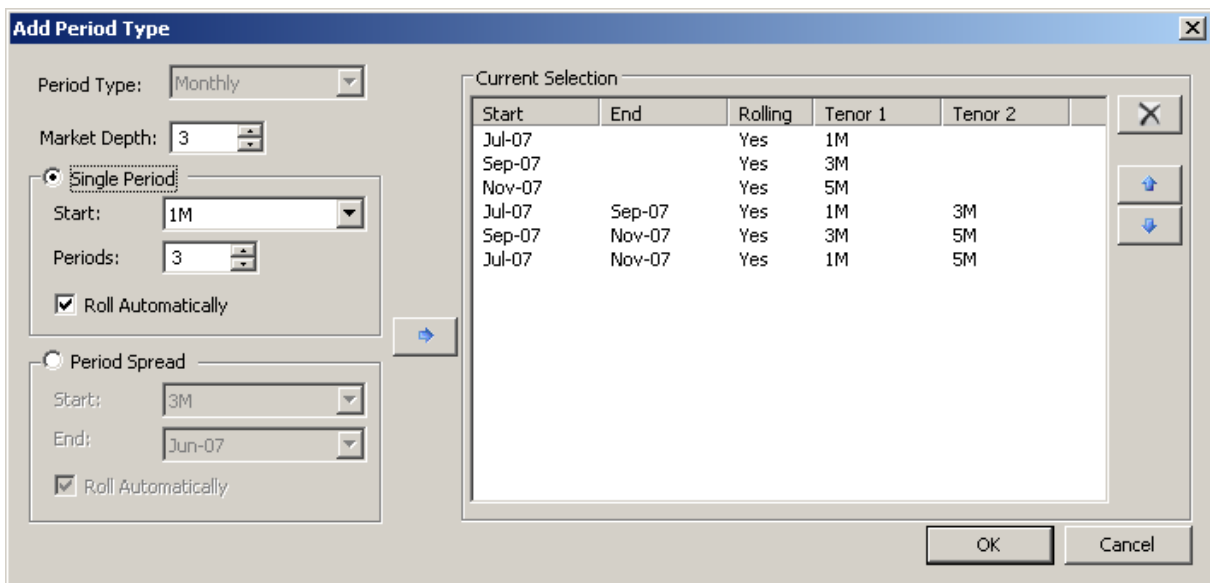 Add Period Type
Period Type: Monthly
Market Depth: 3
Single Period
Start: 1M
Periods: 3
Roll Automatically
Period Spread
Start: 3M
End: Jun-07
Roll Automatically
Current Selection
Start End Rolling Tenor 1 Tenor 2
Jul-07 Yes 1M
Sep-07 Yes 3M
Nov-07 Yes 5M
Jul-07 Sep-07 Yes 1M 3M
Sep-07 Nov-07 Yes 3M 5M
Jul-07 Nov-07 Yes 1M 5M
OK Cancel